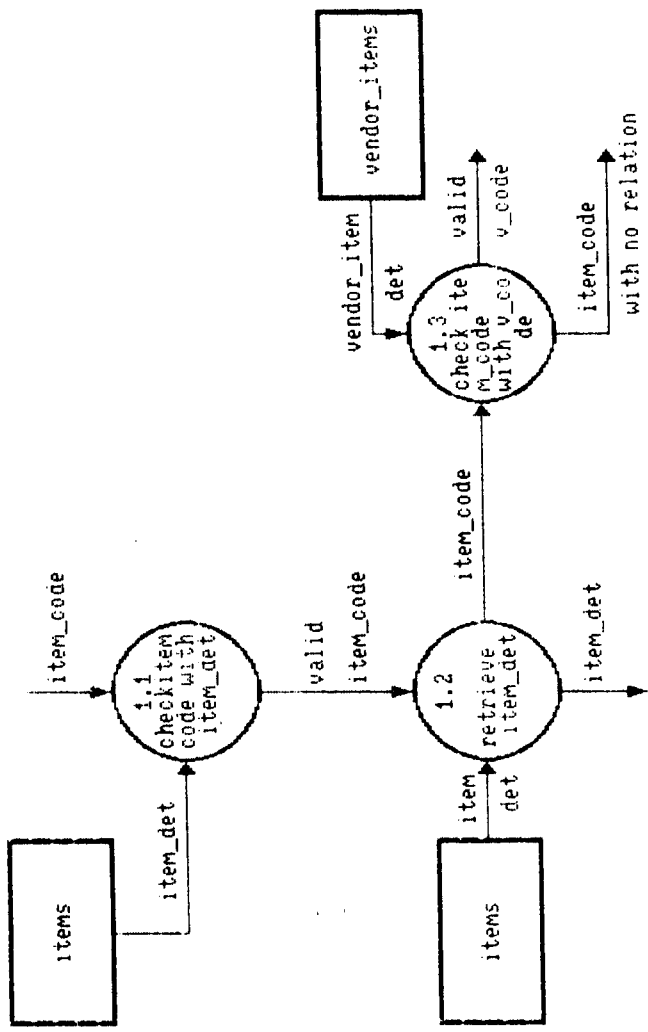 items
item_det
item_code
1.1
checkitem
code with
item_det
valid
item_code
items
item
det
1.2
retrieve
item_det
item_det
item_code
vendor_items
vendor_item
det
1.3
check ite
m_code
with v_co
de
valid
v_code
item_code
with no relation